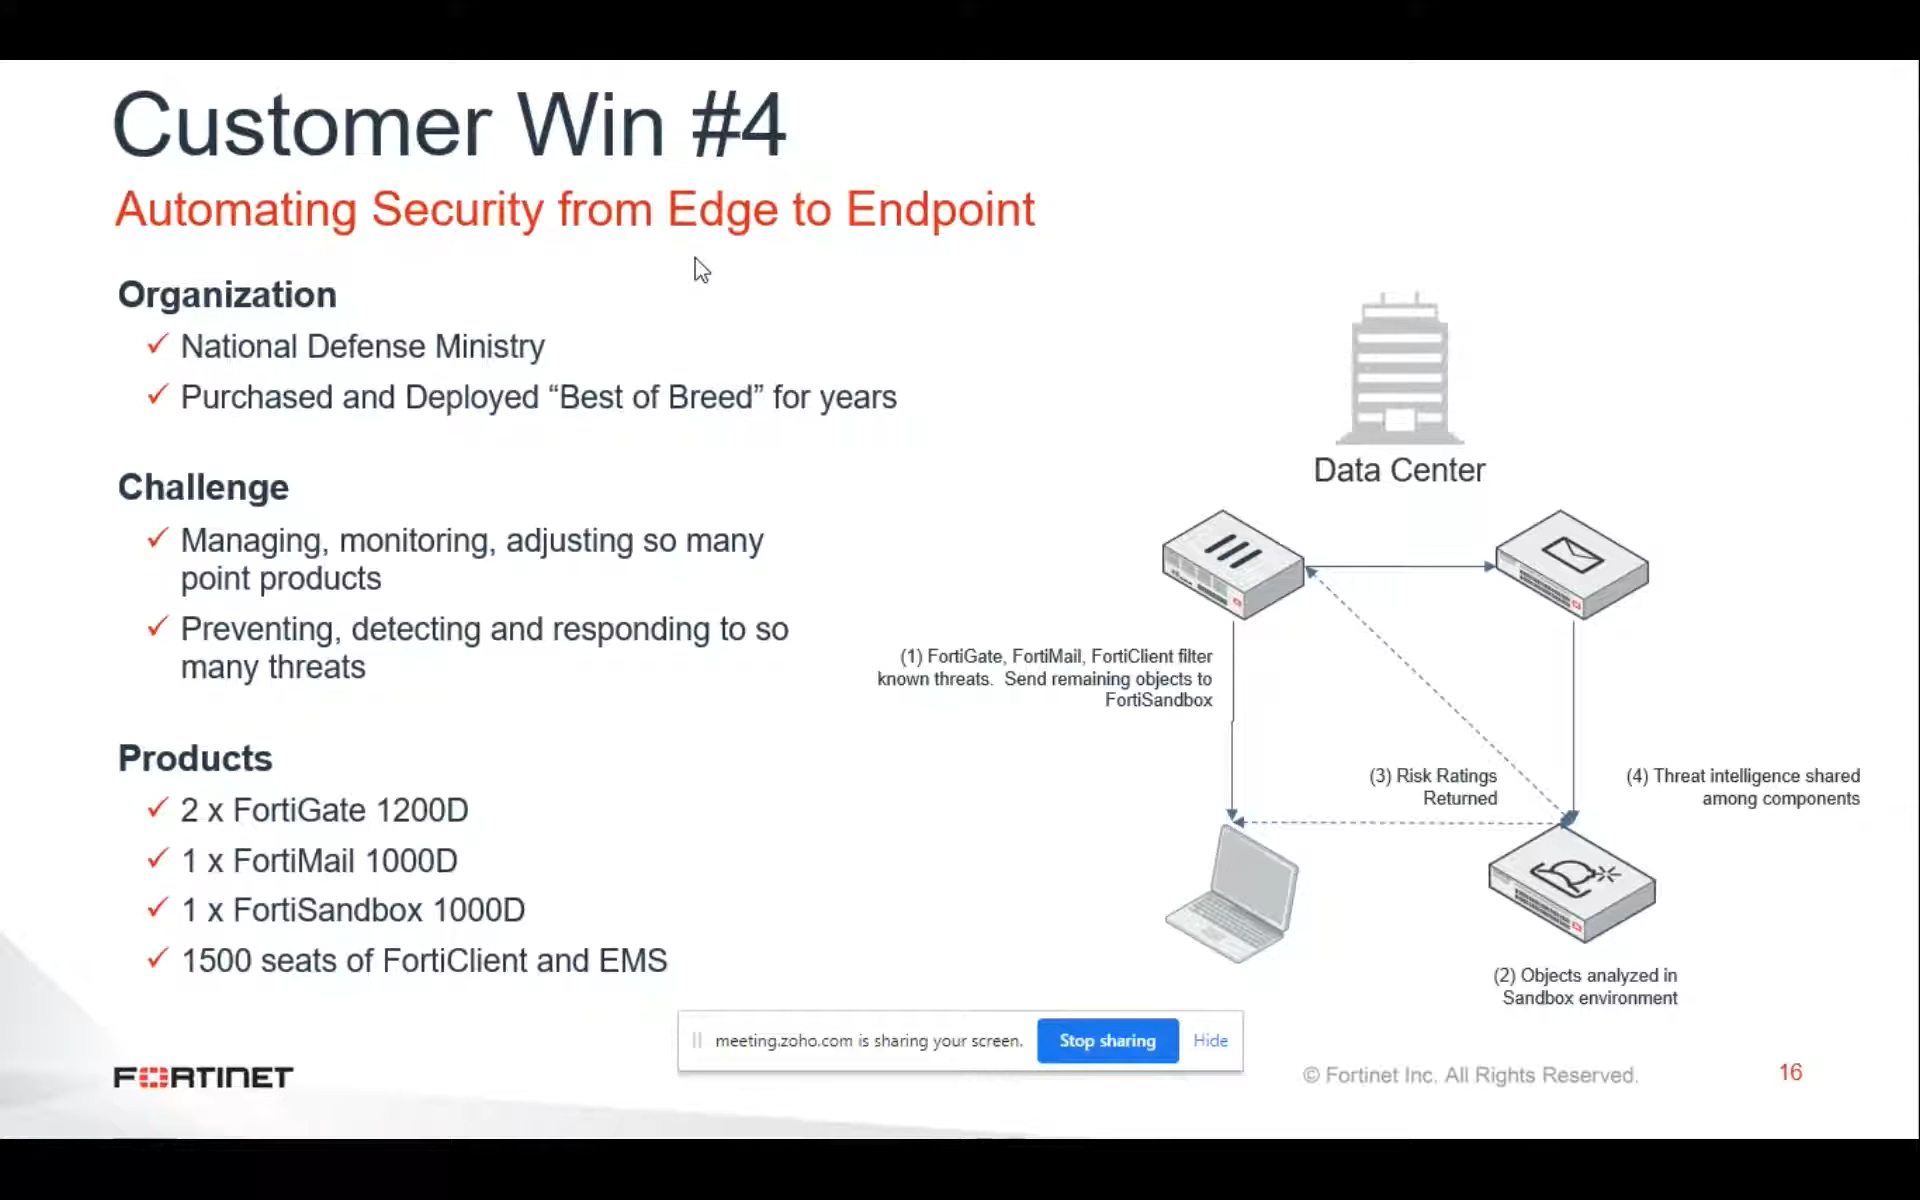 Customer Win #4
Automating Security from Edge to Endpoint
Organization
✓ National Defense Ministry
✓ Purchased and Deployed “Best of Breed” for years
Challenge
✓ Managing, monitoring, adjusting so many
point products
✓ Preventing, detecting and responding to so
many threats
Products
✓ 2 x FortiGate 1200D
✓ 1 x FortiMail 1000D
✓ 1 x FortiSandbox 1000D
✓ 1500 seats of FortiClient and EMS
Data Center
(1) FortiGate, FortiMail, FortiClient filter
known threats. Send remaining objects to
FortiSandbox
(3) Risk Ratings
Returned
(4) Threat intelligence shared
among components
(2) Objects analyzed in
Sandbox environment
meeting.zoho.com is sharing your screen.
Stop sharing
Hide
FORTINET
© Fortinet Inc. All Rights Reserved.
16